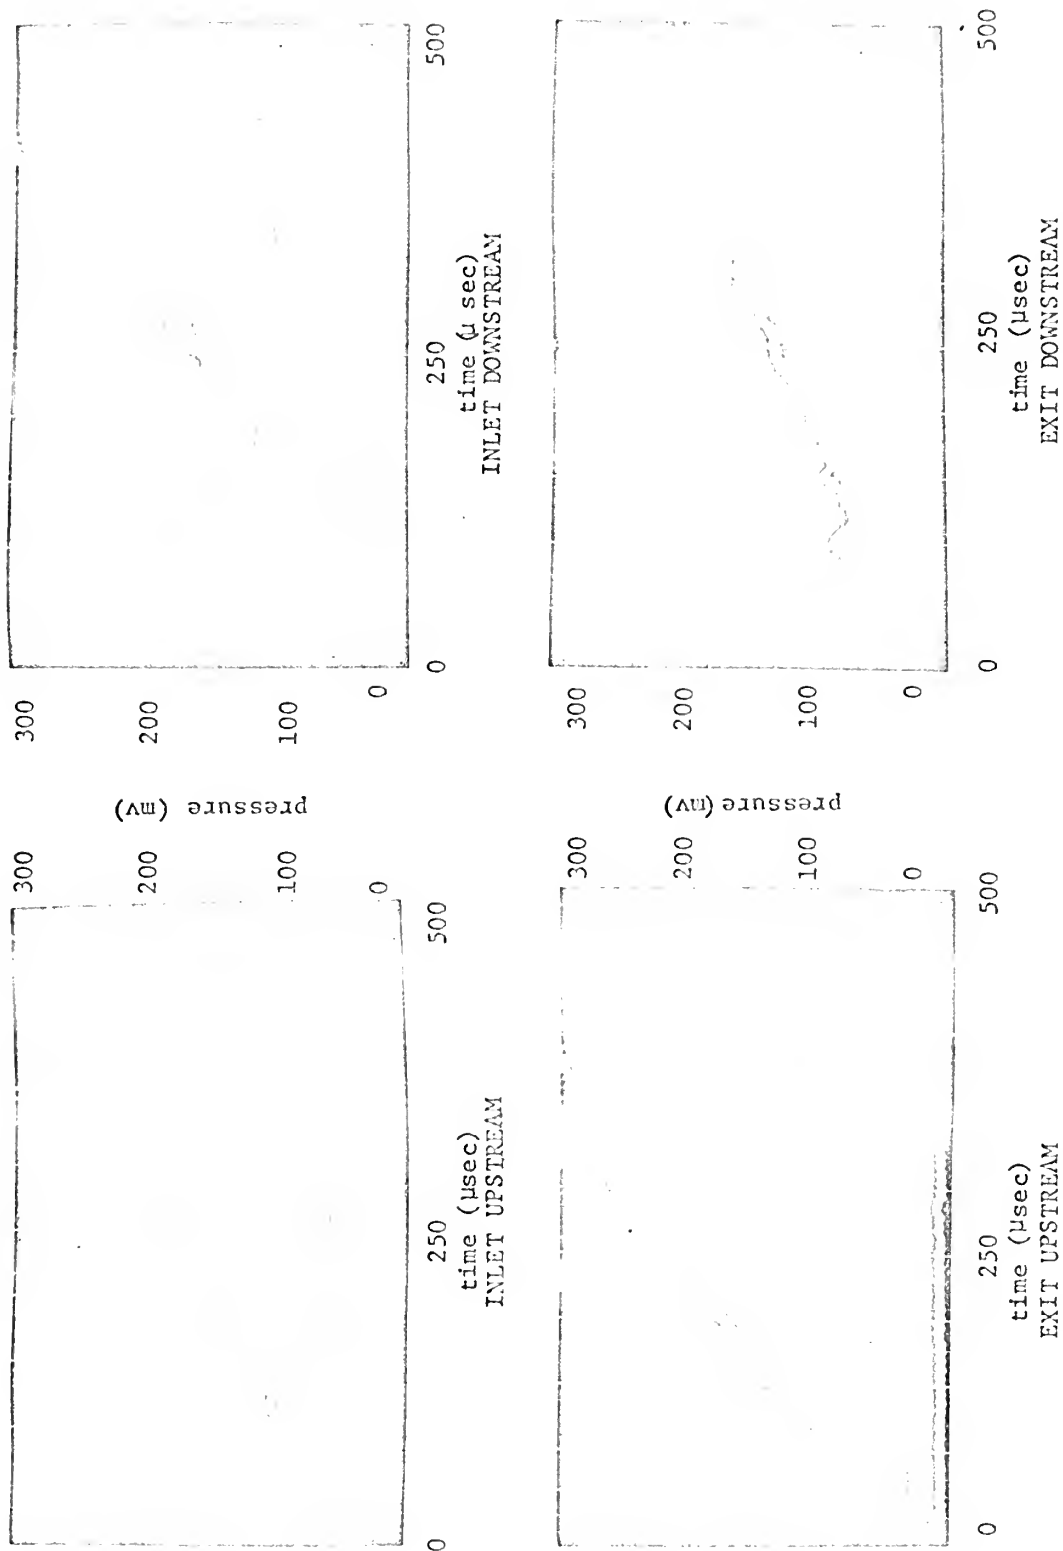 300
200
100
0
0
250
500
time (μsec)
INLET UPSTREAM
pressure (mv)
300
200
100
0
0
250
500
time (μ sec)
INLET DOWNSTREAM
300
200
100
0
0
250
500
time (μsec)
EXIT UPSTREAM
pressure (mv)
300
200
100
0
0
250
500
time (μsec)
EXIT DOWNSTREAM